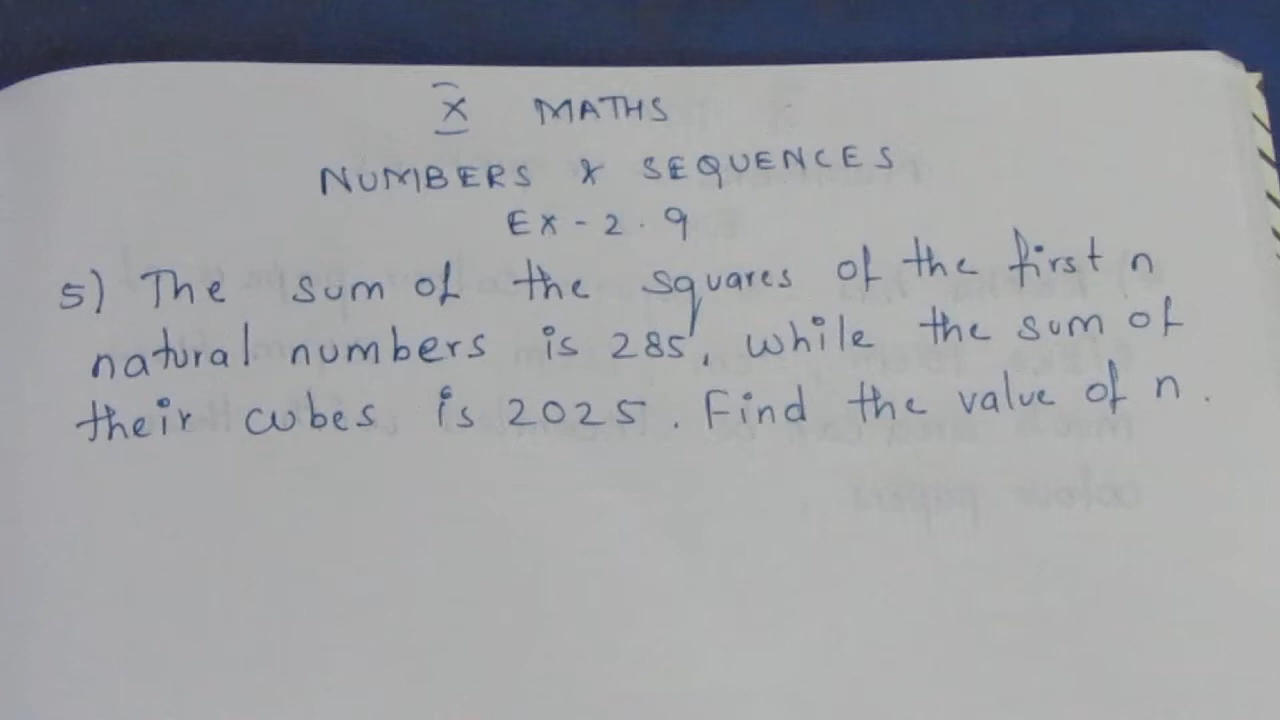 X MATHS
NUMBERS & SEQUENCES
EX - 2.9
5) The sum of the squares of the first n
natural numbers is 285, while the sum of
their cubes is 2025. Find the value of n.